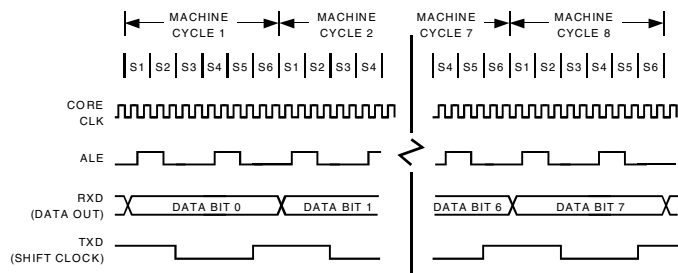 MACHINE CYCLE 1
MACHINE CYCLE 2
MACHINE CYCLE 7
MACHINE CYCLE 8
S1 S2 S3 S4 S5 S6 S1 S2 S3 S4
S4 S5 S6 S1 S2 S3 S4 S5 S6
CORE
CLK
ALE
RXD
(DATA OUT)
DATA BIT 0
DATA BIT 1
DATA BIT 6
DATA BIT 7
TXD
(SHIFT CLOCK)